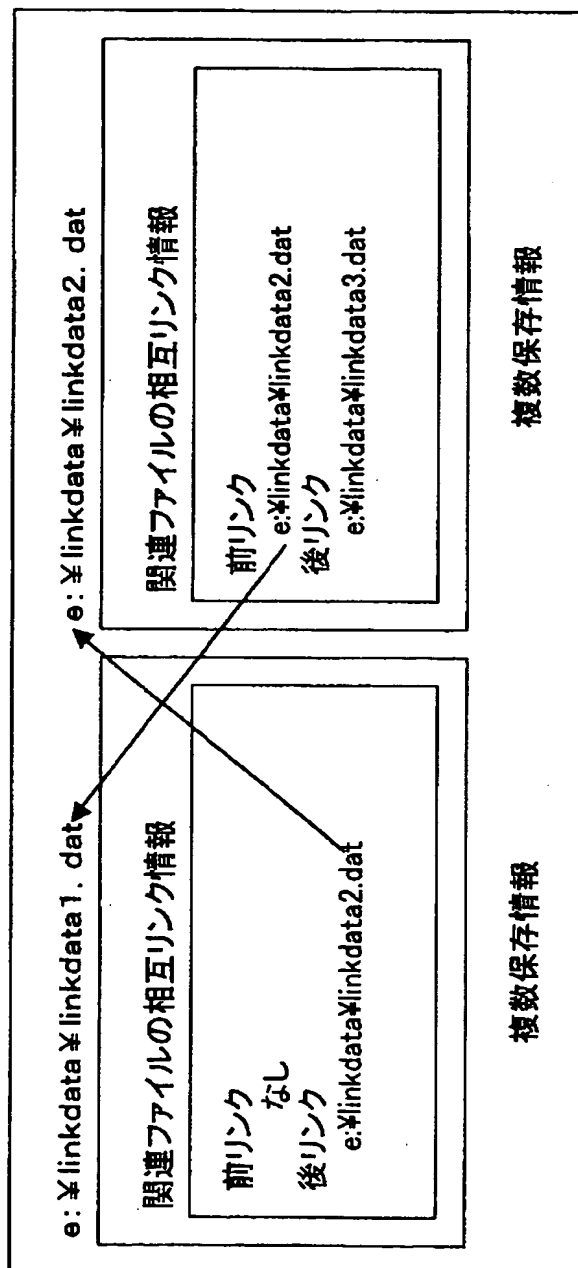 e:¥linkdata¥linkdata1. dat
関連ファイルの相互リンク情報
前リンク
なし
後リンク
e:¥linkdata¥linkdata2.dat
複数保存情報
e:¥linkdata¥linkdata2. dat
関連ファイルの相互リンク情報
前リンク
e:¥linkdata¥linkdata2.dat
後リンク
e:¥linkdata¥linkdata3.dat
複数保存情報